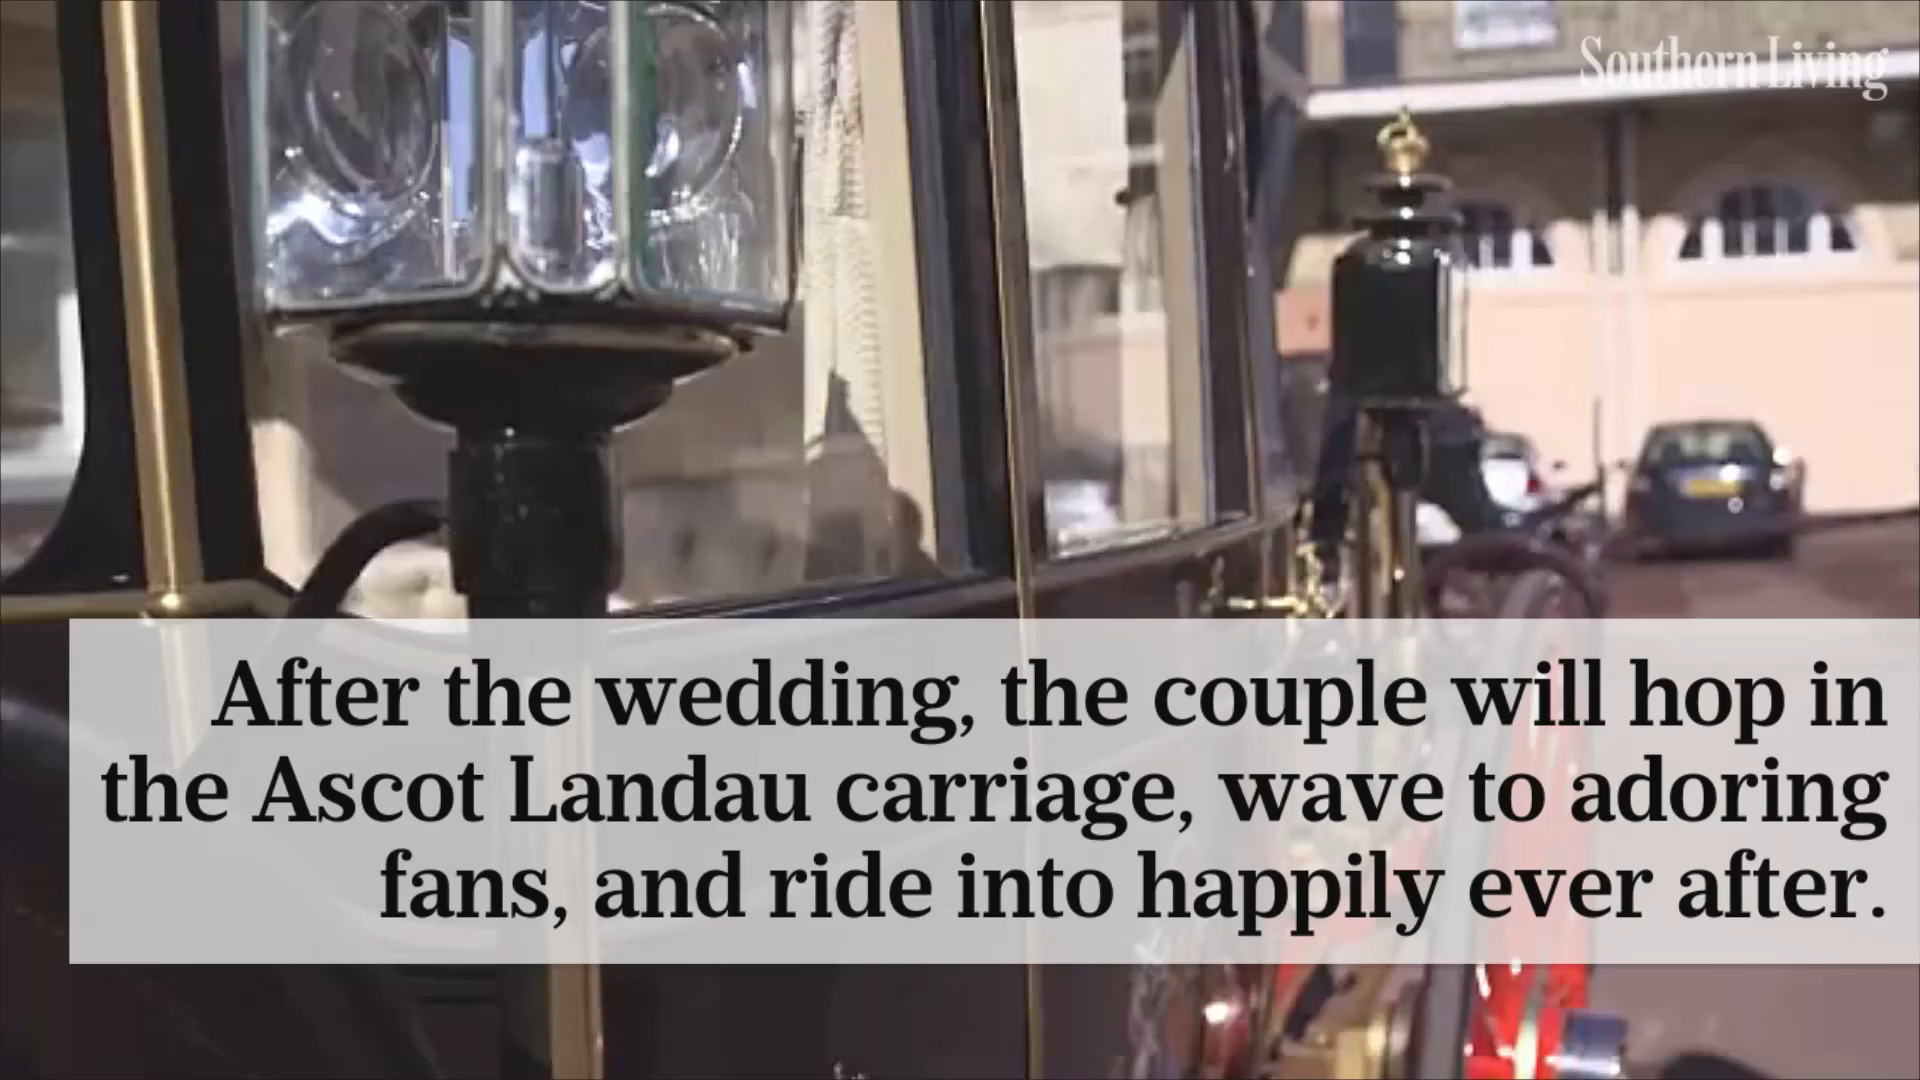 Southern Living
After the wedding, the couple will hop in
the Ascot Landau carriage, wave to adoring
fans, and ride into happily ever after.